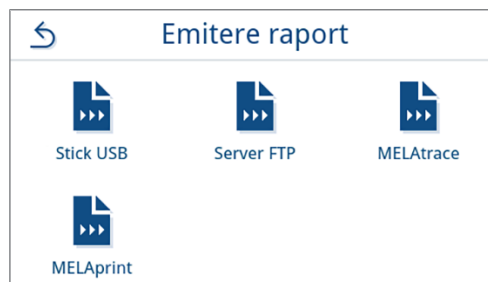 Emitere raport
Stick USB
Server FTP
MELAtrace
MELAprint